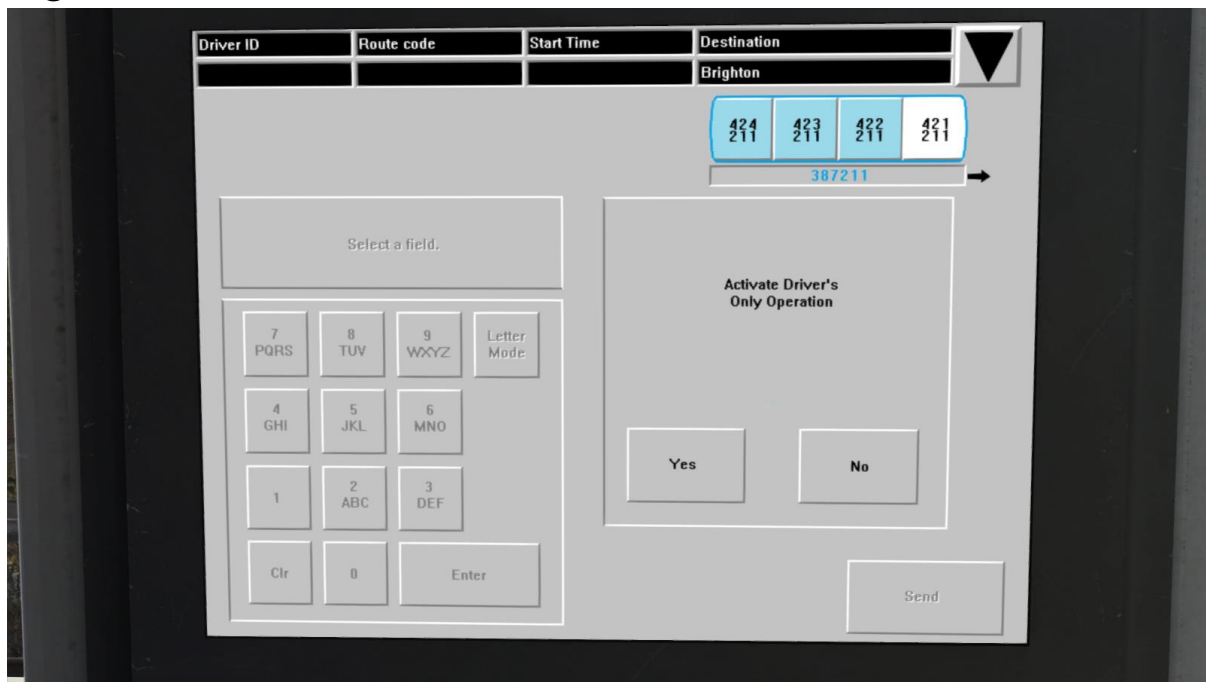 Driver ID
Route code
Start Time
Destination
Brighton
424
211
423
211
422
211
421
211
387211
Select a field.
Activate Driver's
Only Operation
7
PQRS
8
TUV
9
WXYZ
Letter
Mode
4
GHI
5
JKL
6
MNO
1
2
ABC
3
DEF
Clr
0
Enter
Yes
No
Send